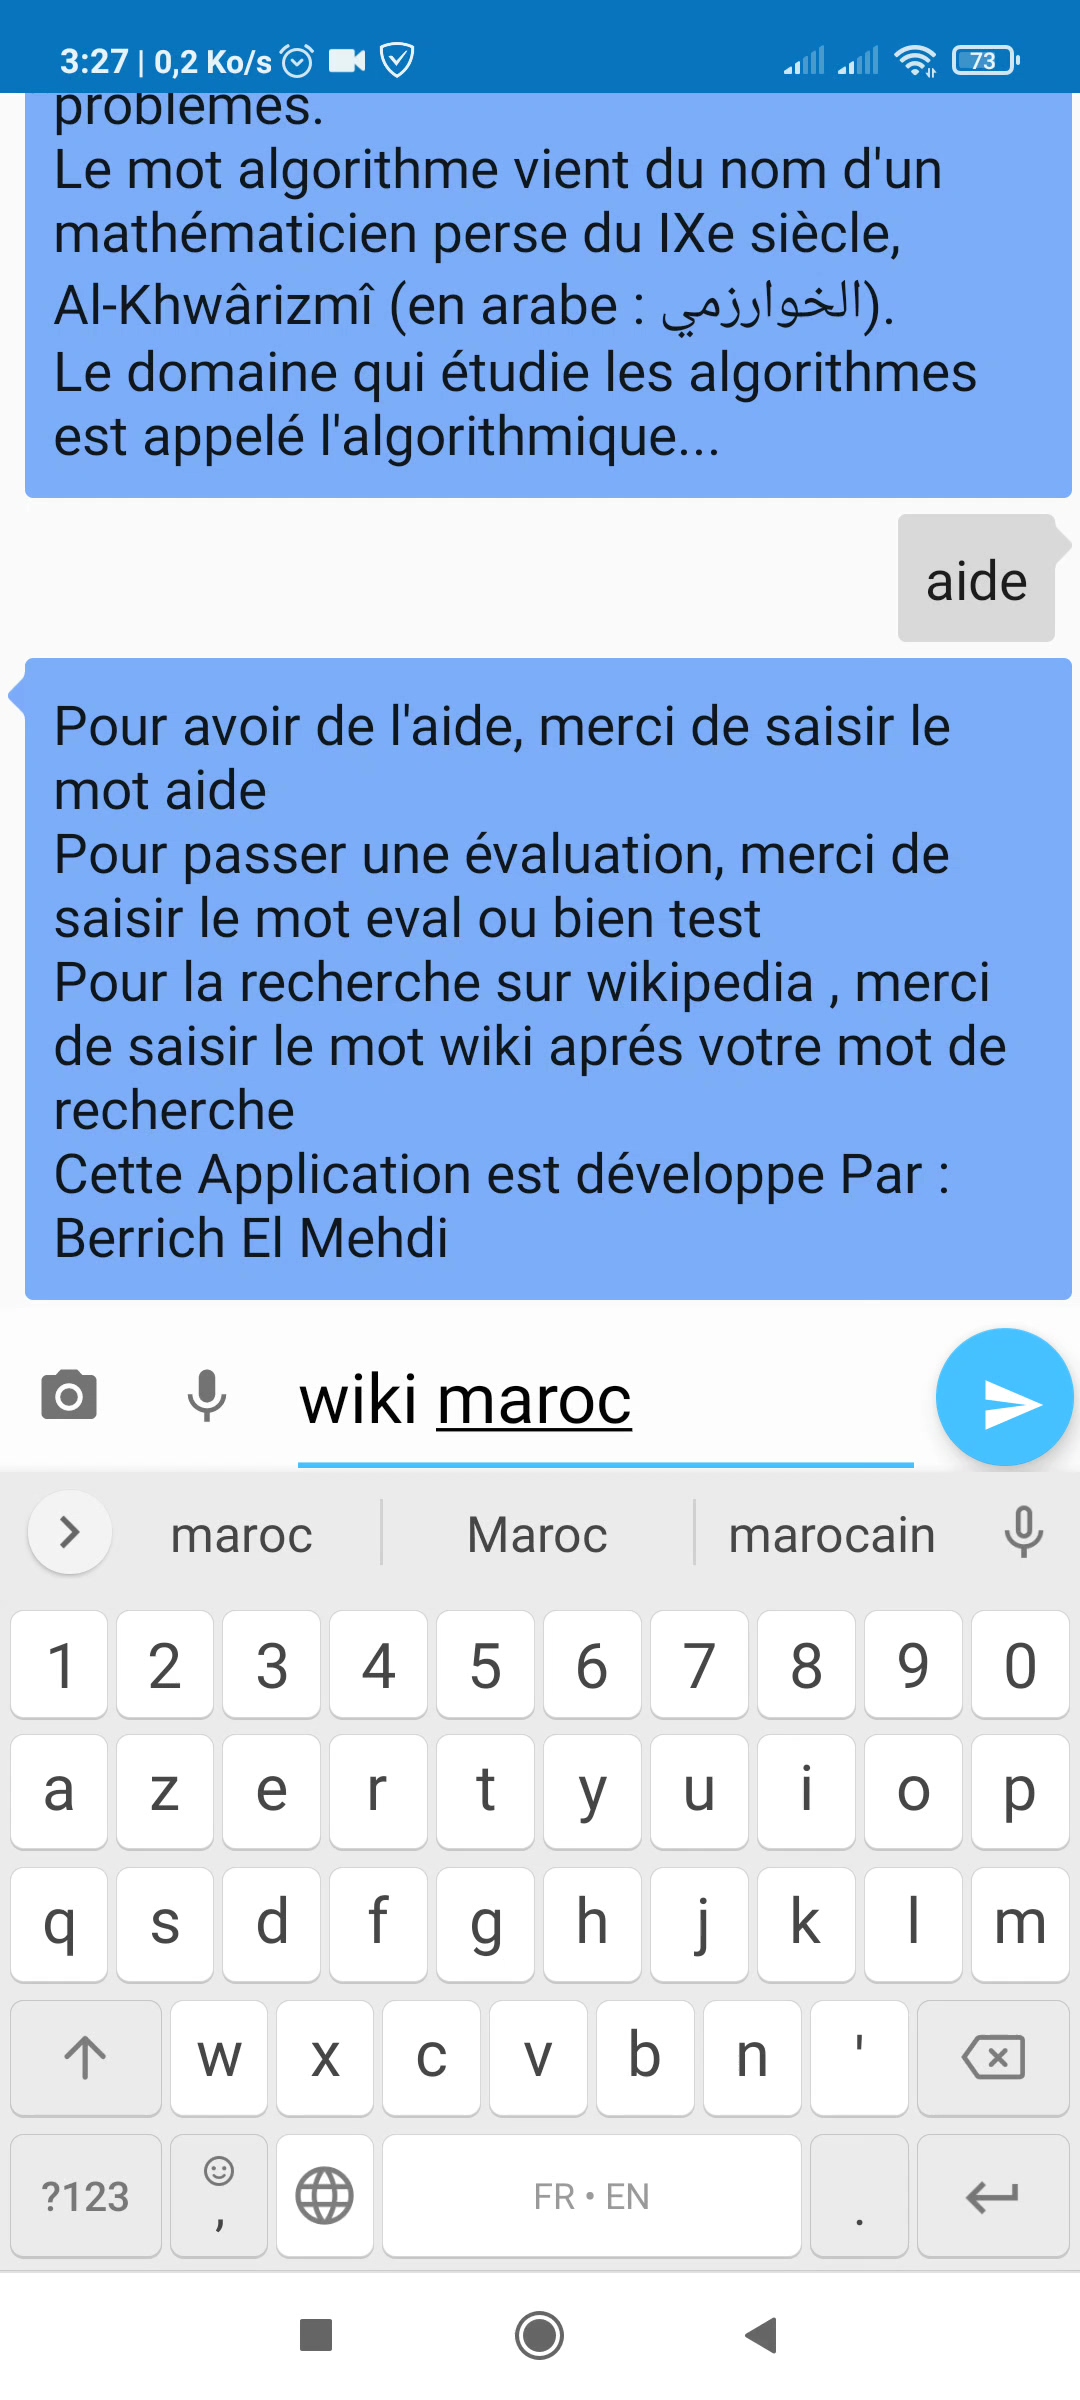 3:27 | 0,2 Ko/s
73
problèmes.
Le mot algorithme vient du nom d'un
mathématicien perse du IXe siècle,
Al-Khwârizmî (en arabe : الخوارزمي).
Le domaine qui étudie les algorithmes
est appelé l'algorithmique...
aide
Pour avoir de l'aide, merci de saisir le
mot aide
Pour passer une évaluation, merci de
saisir le mot eval ou bien test
Pour la recherche sur wikipedia , merci
de saisir le mot wiki aprés votre mot de
recherche
Cette Application est développe Par :
Berrich El Mehdi
wiki maroc
maroc Maroc marocain
1 2 3 4 5 6 7 8 9 0
a z e r t y u i o p
q s d f g h j k l m
w x c v b n '
?123 , FR • EN .